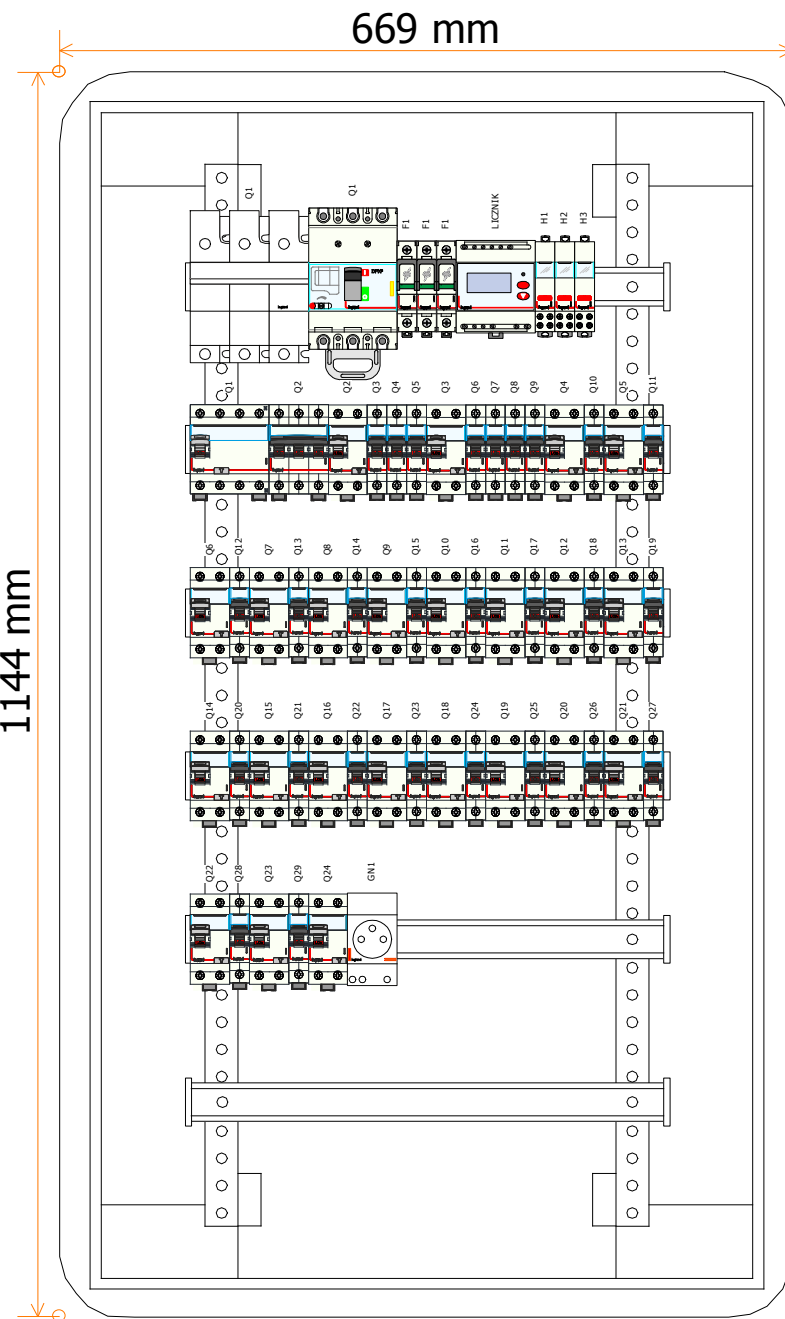 669 mm
1144 mm
Q1 Q1 F1 F1 F1 LICZNIK H1 H2 H3
DPX³
Q1 Q2 Q2 Q3 Q4 Q5 Q3 Q6 Q7 Q8 Q9 Q4 Q10 Q5 Q11
Q6 Q12 Q7 Q13 Q8 Q14 Q9 Q15 Q10 Q16 Q11 Q17 Q12 Q18 Q13 Q19
Q14 Q20 Q15 Q21 Q16 Q22 Q17 Q23 Q18 Q24 Q19 Q25 Q20 Q26 Q21 Q27
Q22 Q28 Q23 Q29 Q24 GN1